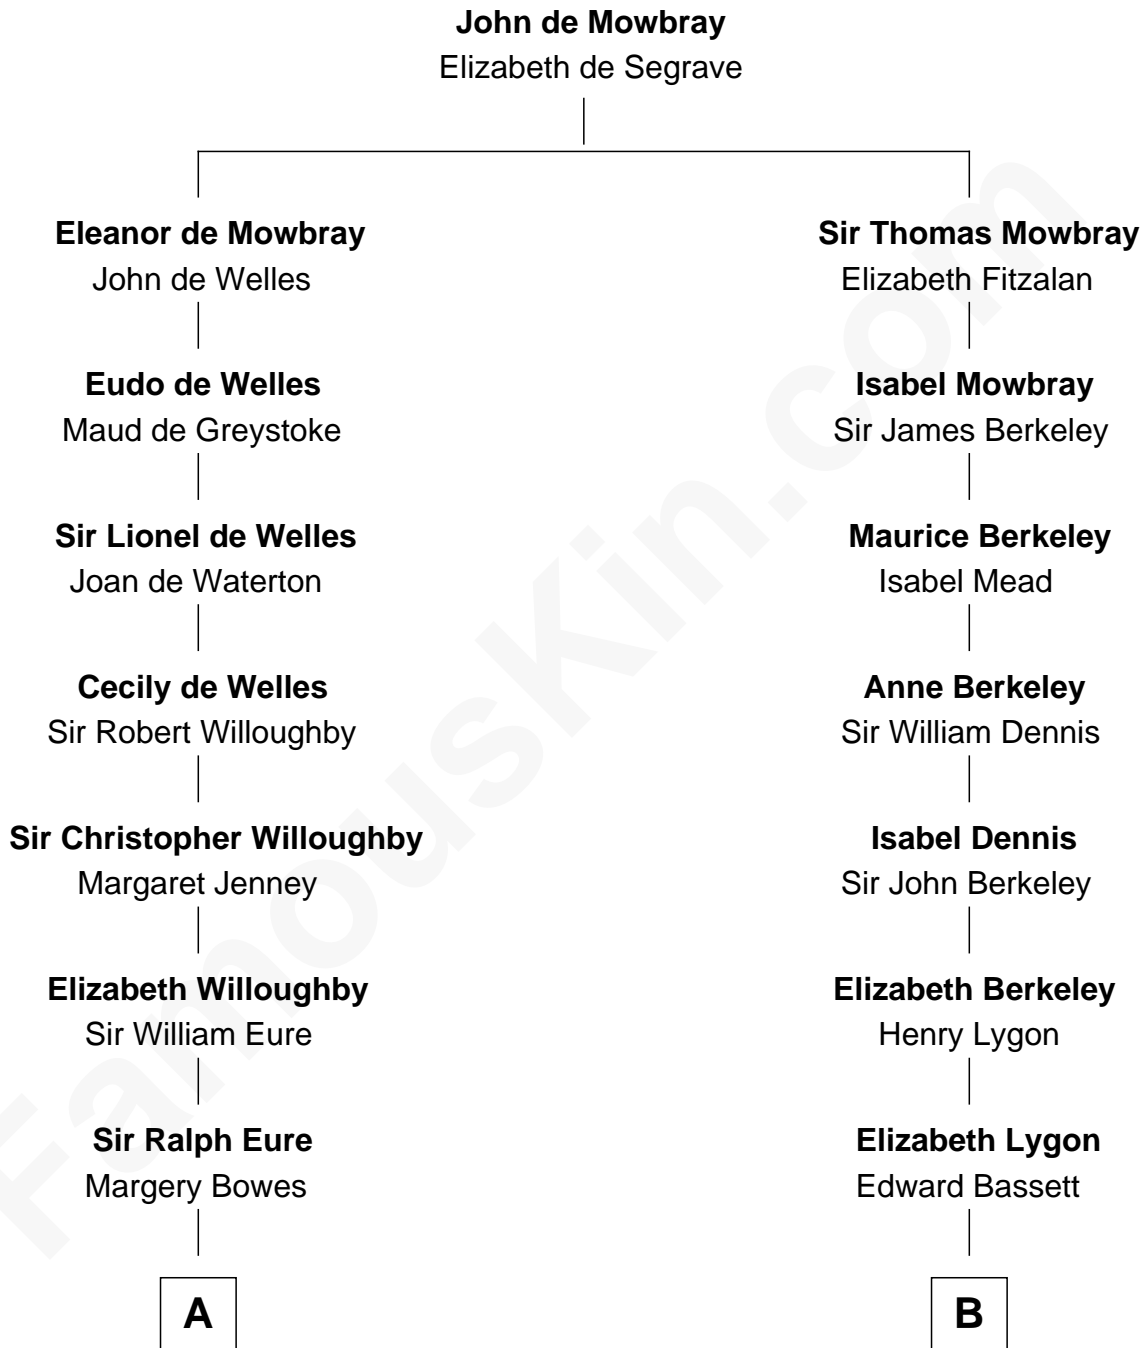 John de Mowbray
Elizabeth de Segrave
Eleanor de Mowbray
John de Welles
Sir Thomas Mowbray
Elizabeth Fitzalan
Eudo de Welles
Maud de Greystoke
Isabel Mowbray
Sir James Berkeley
Sir Lionel de Welles
Joan de Waterton
Maurice Berkeley
Isabel Mead
Cecily de Welles
Sir Robert Willoughby
Anne Berkeley
Sir William Dennis
Sir Christopher Willoughby
Margaret Jenney
Isabel Dennis
Sir John Berkeley
Elizabeth Willoughby
Sir William Eure
Elizabeth Berkeley
Henry Lygon
Sir Ralph Eure
Margery Bowes
Elizabeth Lygon
Edward Bassett
A
B
FamousKin.com